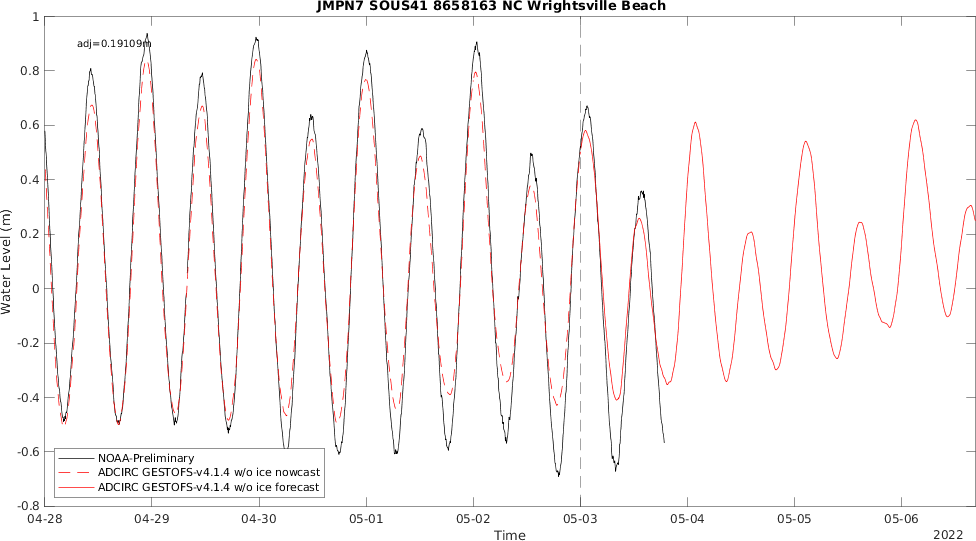 JMPN7 SOUS41 8658163 NC Wrightsville Beach
adj=0.19109m
1
0.8
0.6
0.4
0.2
0
-0.2
-0.4
-0.6
-0.8
Water Level (m)
NOAA-Preliminary
ADCIRC GESTOFS-v4.1.4 w/o ice nowcast
ADCIRC GESTOFS-v4.1.4 w/o ice forecast
04-28 04-29 04-30 05-01 05-02 05-03 05-04 05-05 05-06
Time
2022